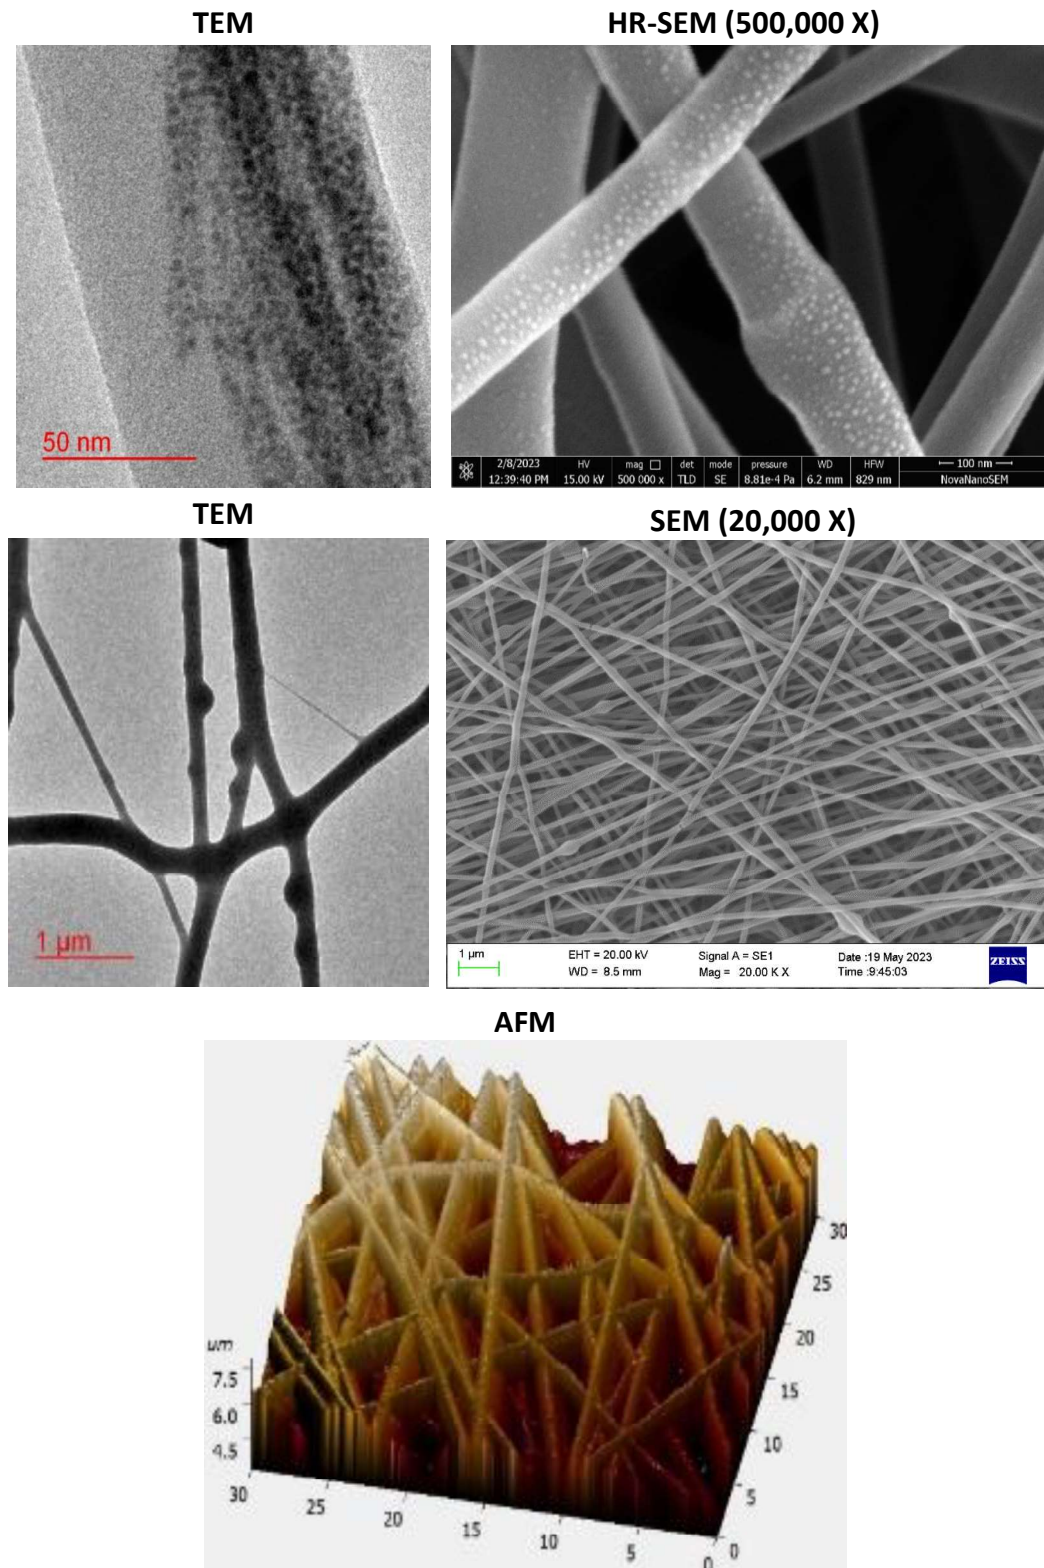 TEM
HR-SEM (500,000 X)
50 nm
2/8/2023 HV mag det mode pressure WD HFW 100 nm
12:39:40 PM 15.00 kV 500 000 x TLD SE 8.81e-4 Pa 6.2 mm 829 nm NovaNanoSEM
TEM
SEM (20,000 X)
1 µm
1 µm EHT = 20.00 kV Signal A = SE1 Date :19 May 2023
WD = 8.5 mm Mag = 20.00 K X Time :9:45:03
ZEISS
AFM
µm
7.5
6.0
4.5
30 25 20 15 10 5 0
0 5 10 15 20 25 30